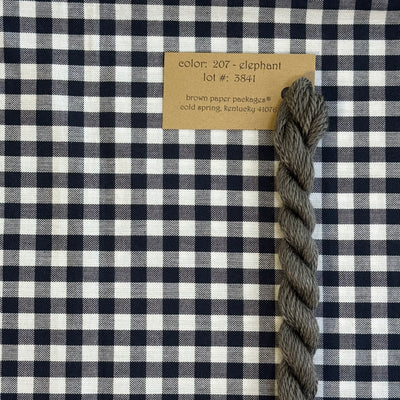 color: 207 - elephant
lot #: 3841
brown paper packages®
cold spring, kentucky 41076